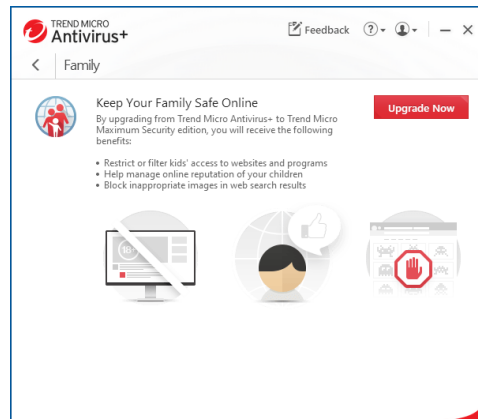 TREND MICRO
Antivirus+
Feedback
?
Family
Keep Your Family Safe Online
Upgrade Now
By upgrading from Trend Micro Antivirus+ to Trend Micro
Maximum Security edition, you will receive the following
benefits:
• Restrict or filter kids' access to websites and programs
• Help manage online reputation of your children
• Block inappropriate images in web search results
18+